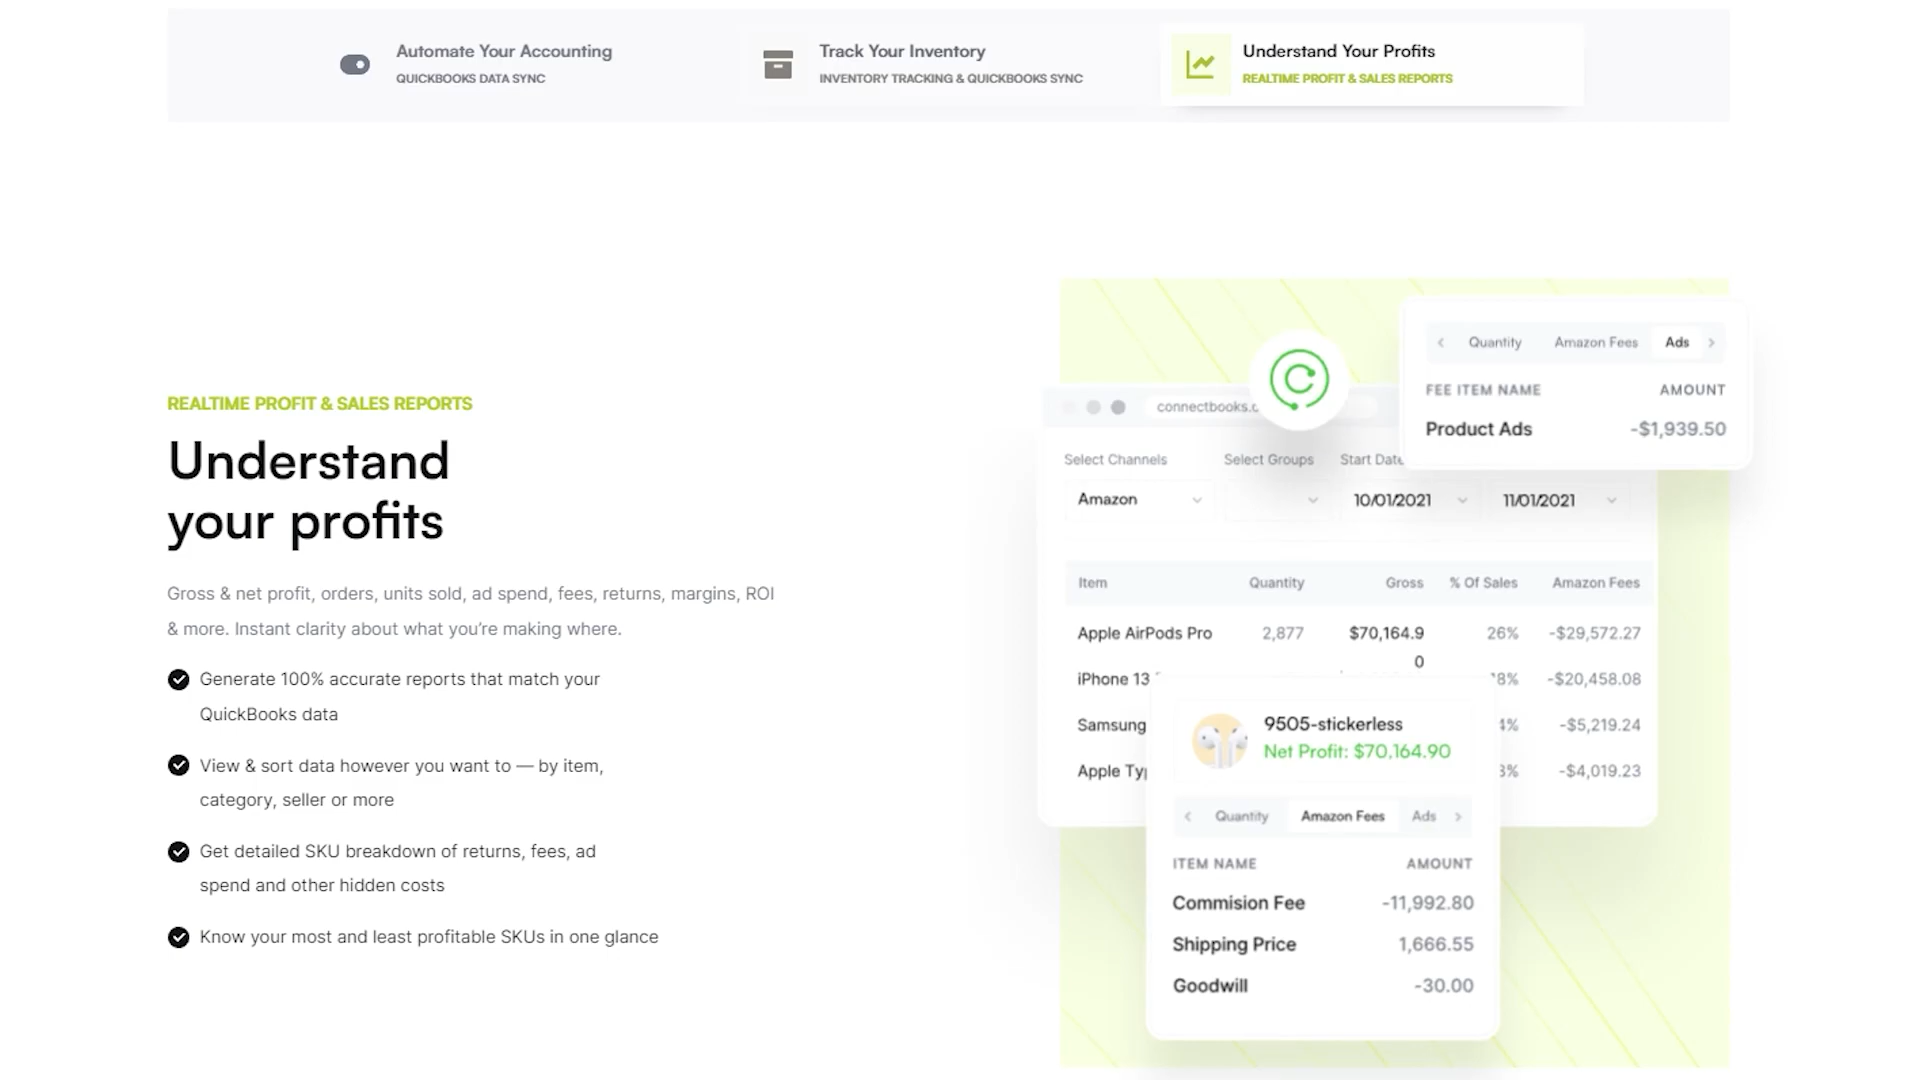 Automate Your Accounting
QUICKBOOKS DATA SYNC
Track Your Inventory
INVENTORY TRACKING & QUICKBOOKS SYNC
Understand Your Profits
REALTIME PROFIT & SALES REPORTS
REALTIME PROFIT & SALES REPORTS
Understand
your profits
Gross & net profit, orders, units sold, ad spend, fees, returns, margins, ROI
& more. Instant clarity about what you’re making where.
Generate 100% accurate reports that match your
QuickBooks data
View & sort data however you want to — by item,
category, seller or more
Get detailed SKU breakdown of returns, fees, ad
spend and other hidden costs
Know your most and least profitable SKUs in one glance
Quantity Amazon Fees Ads
FEE ITEM NAME AMOUNT
Product Ads -$1,939.50
connectbooks.c
Select Channels Select Groups Start Date
Amazon 10/01/2021 11/01/2021
Item Quantity Gross % Of Sales Amazon Fees
Apple AirPods Pro 2,877 $70,164.9 26% -$29,572.27
0
iPhone 13 8% -$20,458.08
Samsung 4% -$5,219.24
Apple Typ 3% -$4,019.23
9505-stickerless
Net Profit: $70,164.90
Quantity Amazon Fees Ads
ITEM NAME AMOUNT
Commision Fee -11,992.80
Shipping Price 1,666.55
Goodwill -30.00